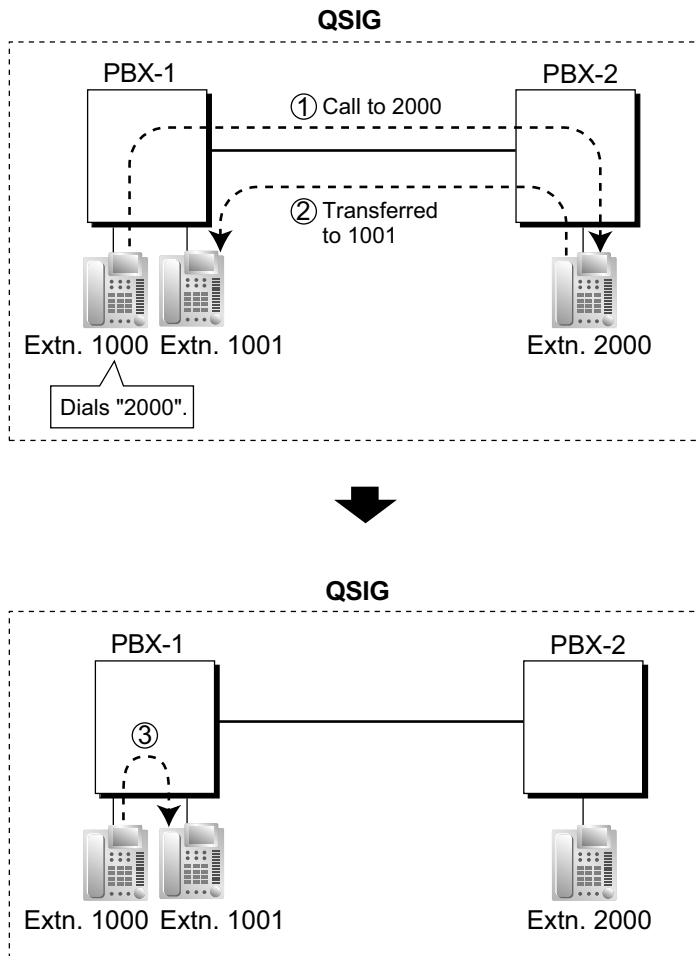 QSIG
PBX-1
PBX-2
① Call to 2000
② Transferred
to 1001
Extn. 1000
Extn. 1001
Extn. 2000
Dials "2000".
QSIG
PBX-1
PBX-2
③
Extn. 1000
Extn. 1001
Extn. 2000